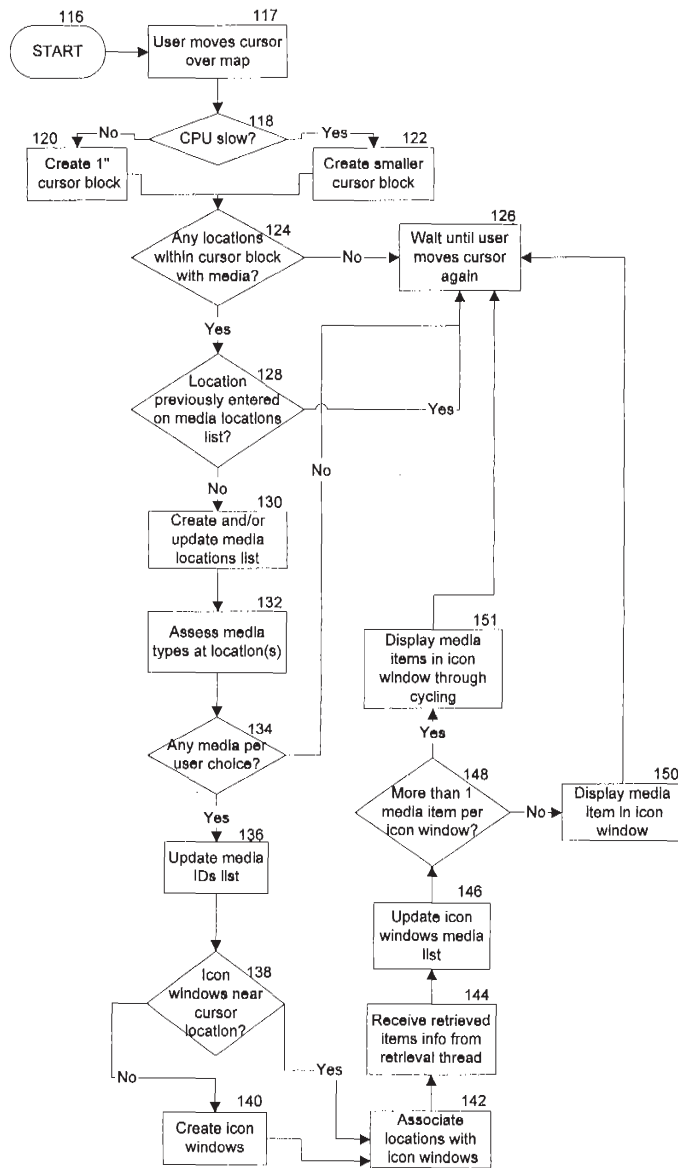 116
START
117
User moves cursor
over map
118
CPU slow?
No
Yes
120
Create 1"
cursor block
122
Create smaller
cursor block
124
Any locations
within cursor block
with media?
No
126
Wait until user
moves cursor
again
Yes
128
Location
previously entered
on media locations
list?
Yes
No
No
130
Create and/or
update media
locations list
132
Assess media
types at location(s)
134
Any media per
user choice?
Yes
136
Update media
IDs list
138
Icon
windows near
cursor
location?
No
Yes
140
Create icon
windows
142
Associate
locations with
icon windows
144
Receive retrieved
items info from
retrieval thread
146
Update icon
windows media
list
148
More than 1
media item per
icon window?
No
150
Display media
item in icon
window
Yes
151
Display media
items in icon
window through
cycling